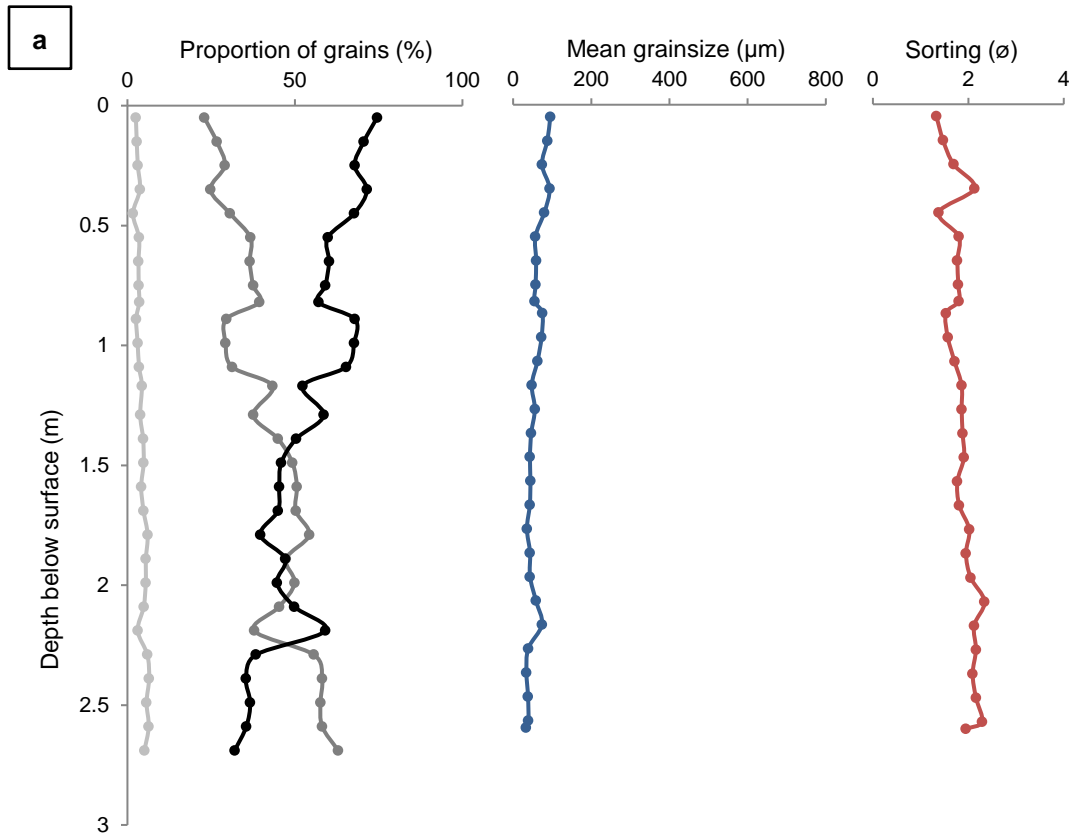 a
Proportion of grains (%)
Mean grainsize (µm)
Sorting (ø)
0 50 100
0 200 400 600 800
0 2 4
0
0.5
1
1.5
2
2.5
3
Depth below surface (m)